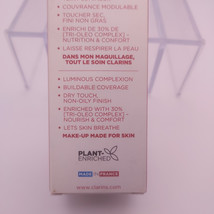 COUVRANCE MODULABLE
• TOUCHER SEC,
FINI NON GRAS
• ENRICHI DE 30% DE
[TRI-OLEO COMPLEX] -
NUTRITION & CONFORT
• LAISSE RESPIRER LA PEAU
DANS MON MAQUILLAGE,
TOUT LE SOIN CLARINS
• LUMINOUS COMPLEXION
• BUILDABLE COVERAGE
• DRY TOUCH,
NON-OILY FINISH
• ENRICHED WITH 30%
[TRI-OLEO COMPLEX] -
NOURISH & COMFORT
• LETS SKIN BREATHE
MAKE-UP MADE FOR SKIN
PLANT-
ENRICHED
MADE IN FRANCE
www.clarins.com